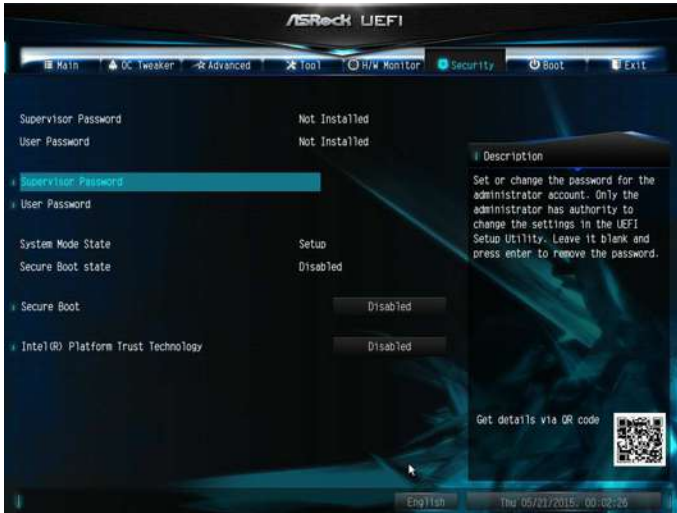 ASRock UEFI
Main OC Tweaker Advanced Tool H/W Monitor Security Boot Exit
Supervisor Password Not Installed
User Password Not Installed
Supervisor Password
User Password
System Mode State Setup
Secure Boot state Disabled
Secure Boot Disabled
Intel(R) Platform Trust Technology Disabled
Description
Set or change the password for the
administrator account. Only the
administrator has authority to
change the settings in the UEFI
Setup Utility. Leave it blank and
press enter to remove the password.
Get details via QR code
English Thu 05/21/2015. 00:02:26